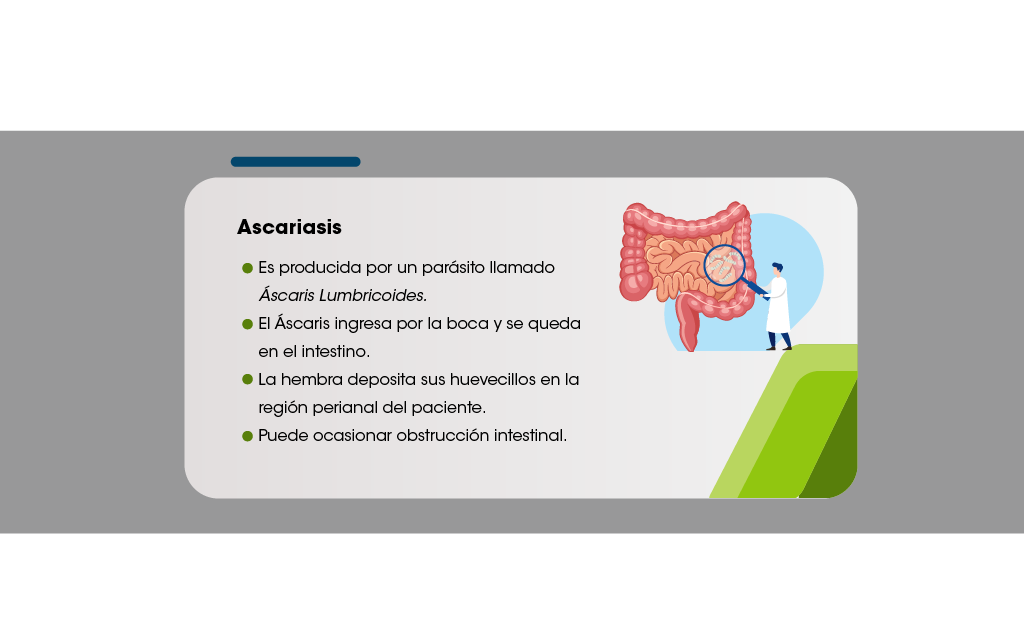 Ascariasis
Es producida por un parásito llamado
Áscaris Lumbricoides.
El Áscaris ingresa por la boca y se queda
en el intestino.
La hembra deposita sus huevecillos en la
región perianal del paciente.
Puede ocasionar obstrucción intestinal.